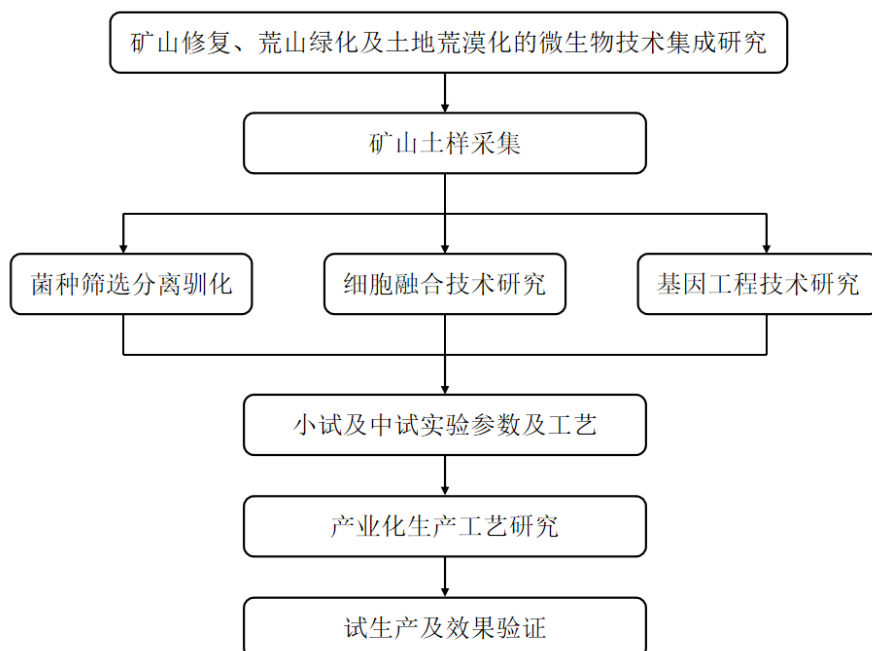 矿山修复、荒山绿化及土地荒漠化的微生物技术集成研究
矿山土样采集
菌种筛选分离驯化
细胞融合技术研究
基因工程技术研究
小试及中试实验参数及工艺
产业化生产工艺研究
试生产及效果验证